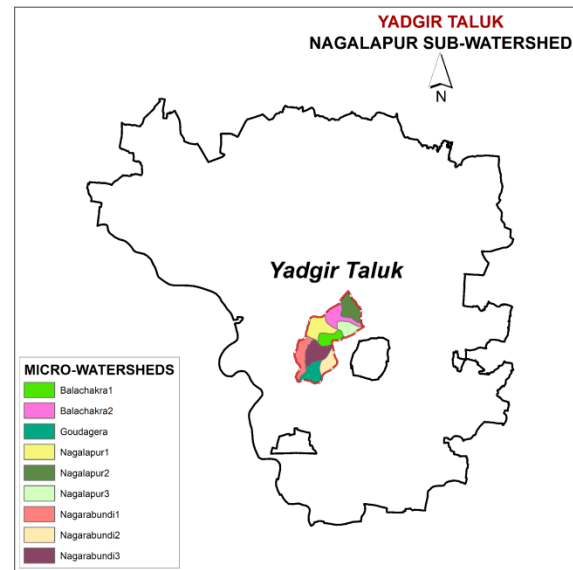 YADGIR TALUK
NAGALAPUR SUB-WATERSHED
N
Yadgir Taluk
MICRO-WATERSHEDS
Balachakra1
Balachakra2
Goudagera
Nagalapur1
Nagalapur2
Nagalapur3
Nagarabundi1
Nagarabundi2
Nagarabundi3